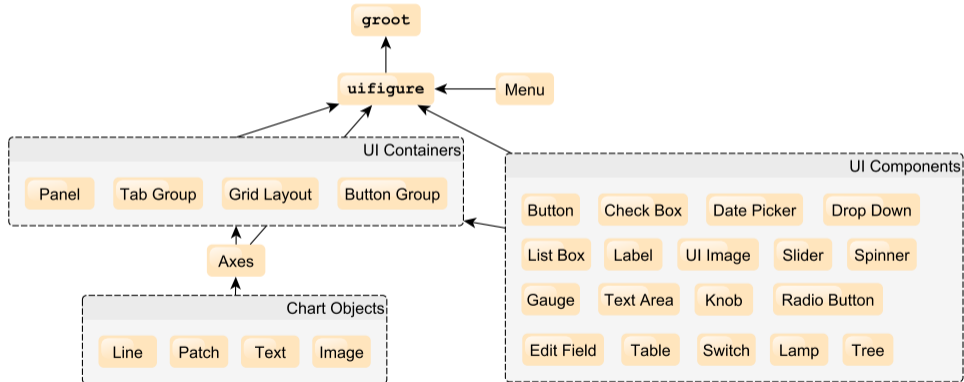 groot
uifigure
Menu
UI Containers
Panel
Tab Group
Grid Layout
Button Group
Axes
Chart Objects
Line
Patch
Text
Image
UI Components
Button
Check Box
Date Picker
Drop Down
List Box
Label
UI Image
Slider
Spinner
Gauge
Text Area
Knob
Radio Button
Edit Field
Table
Switch
Lamp
Tree